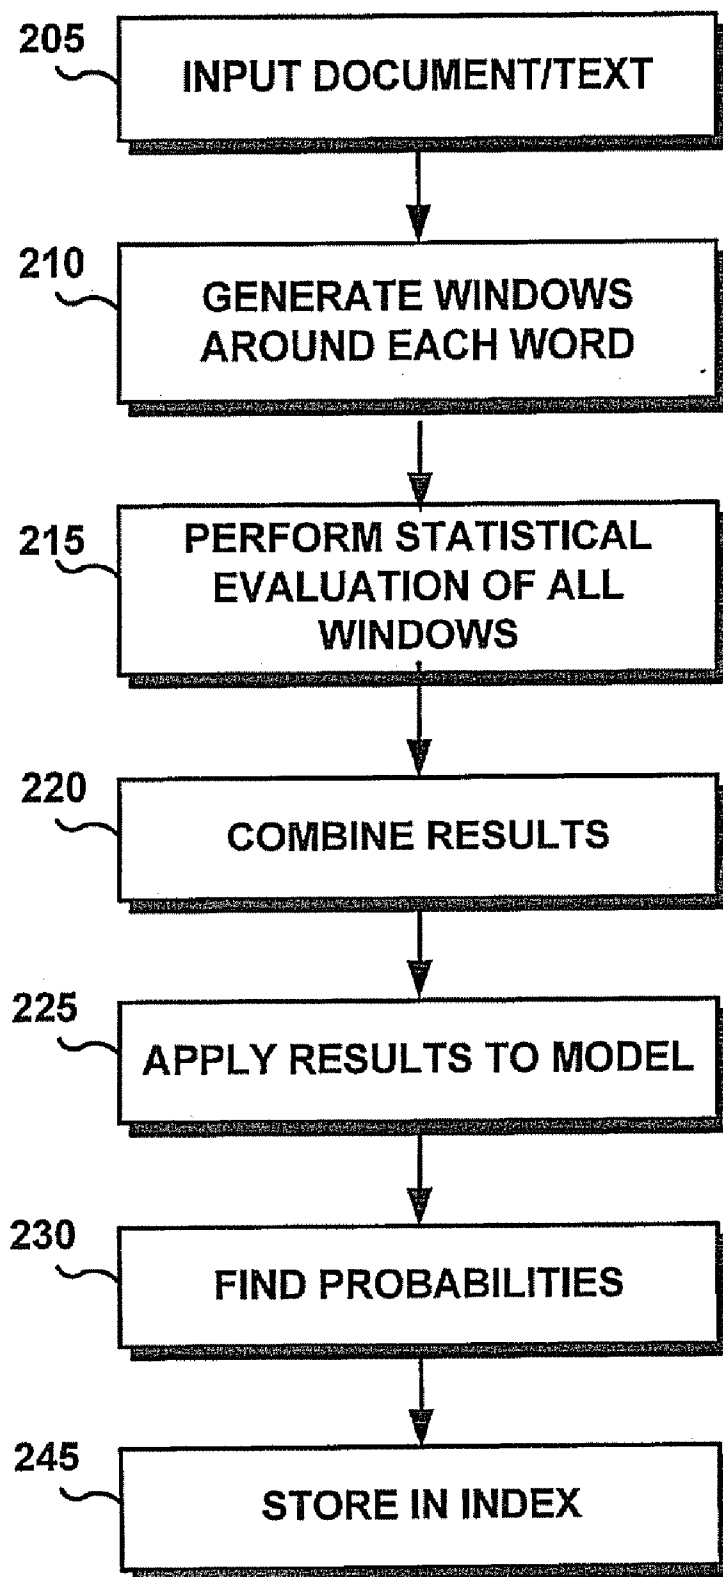 205
INPUT DOCUMENT/TEXT
210
GENERATE WINDOWS
AROUND EACH WORD
215
PERFORM STATISTICAL
EVALUATION OF ALL
WINDOWS
220
COMBINE RESULTS
225
APPLY RESULTS TO MODEL
230
FIND PROBABILITIES
245
STORE IN INDEX